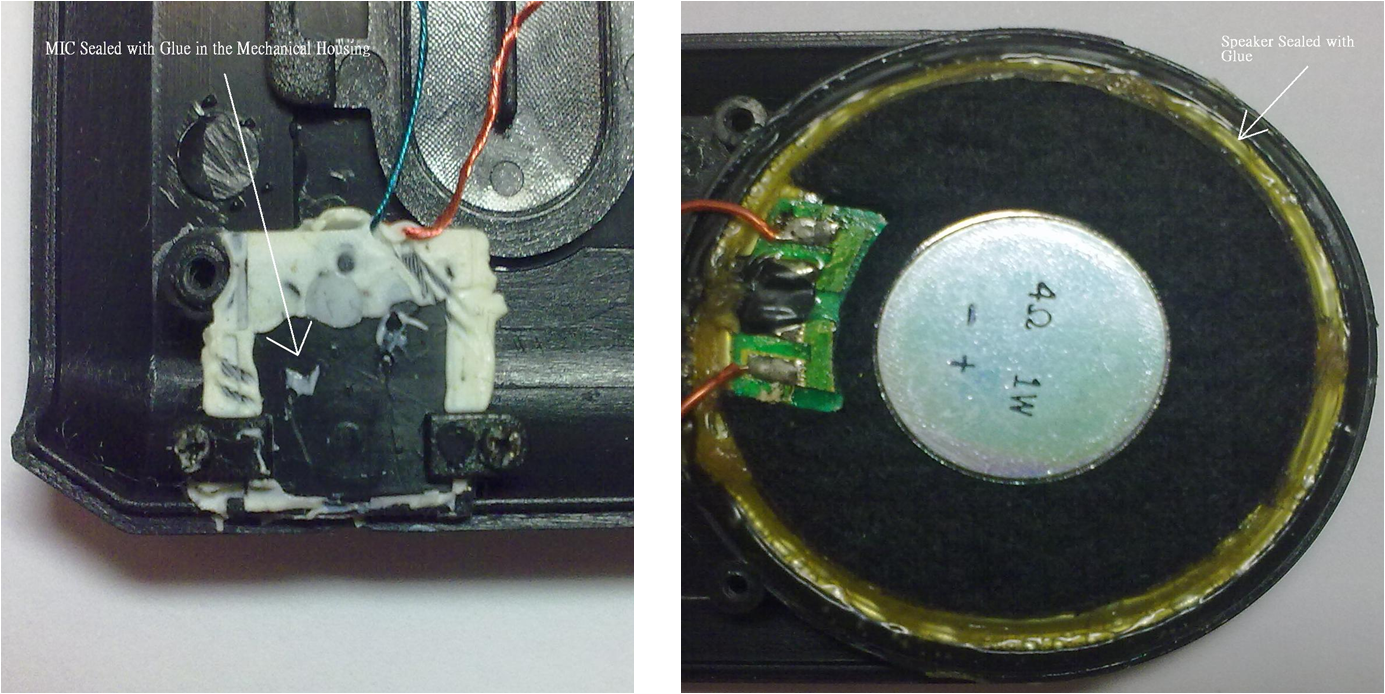 MIC Sealed with Glue in the Mechanical Housing
Speaker Sealed with
Glue
4Ω 1W
- +